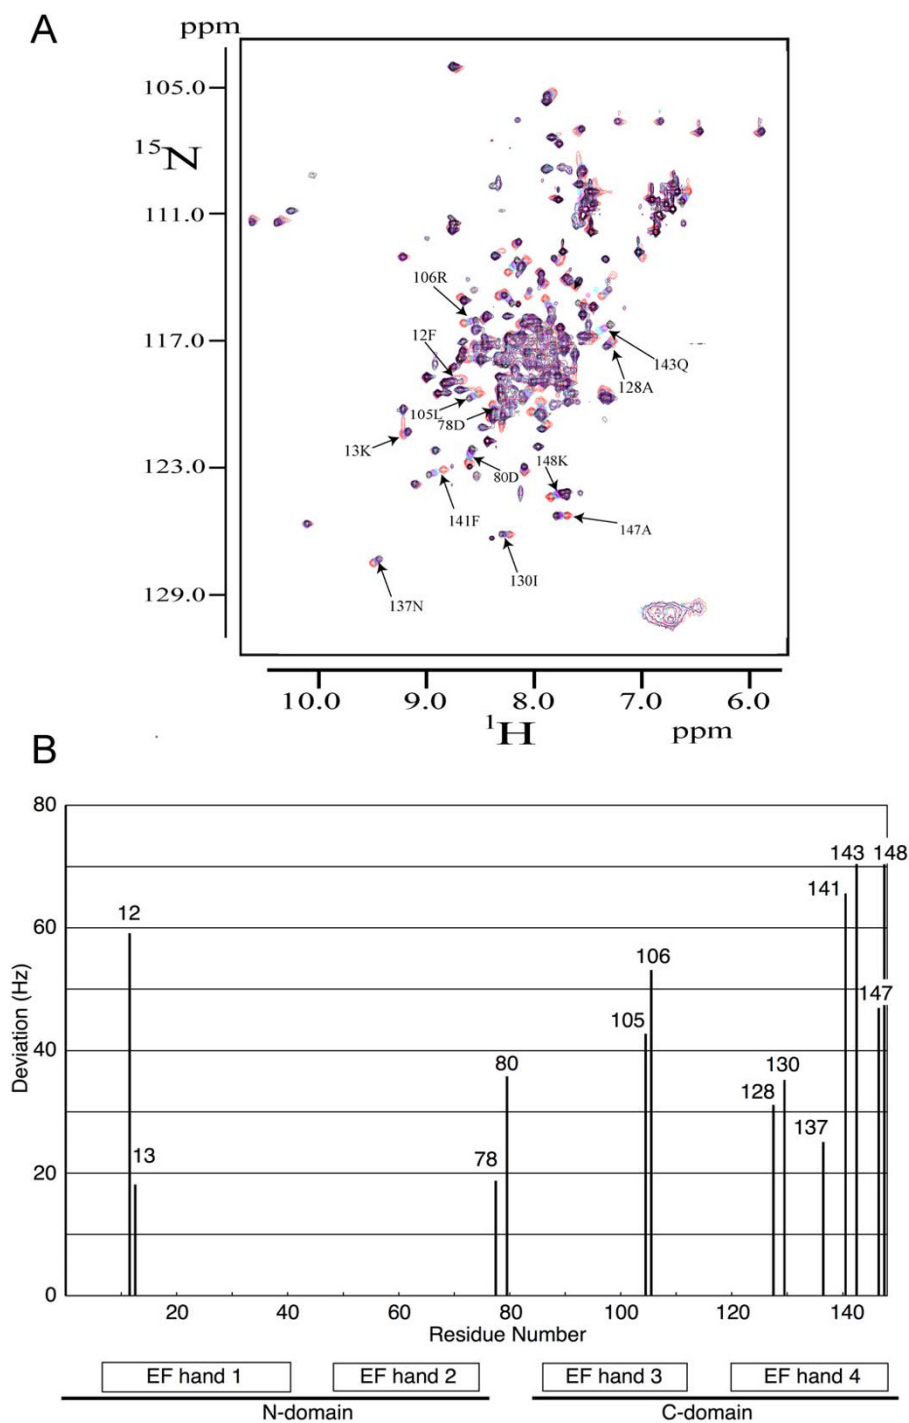 A
ppm
105.0
15N
111.0
106R
117.0
12F
143Q
128A
105L
78D
13K
123.0
80D
148K
141F
147A
130I
129.0
137N
10.0 9.0 8.0 7.0 6.0
1H ppm
B
80
143 148
141
60
12
106
147
105
Deviation (Hz)
40
80
130
128
137
13
78
20
0
20 40 60 80 100 120 140
Residue Number
EF hand 1 EF hand 2 EF hand 3 EF hand 4
N-domain C-domain